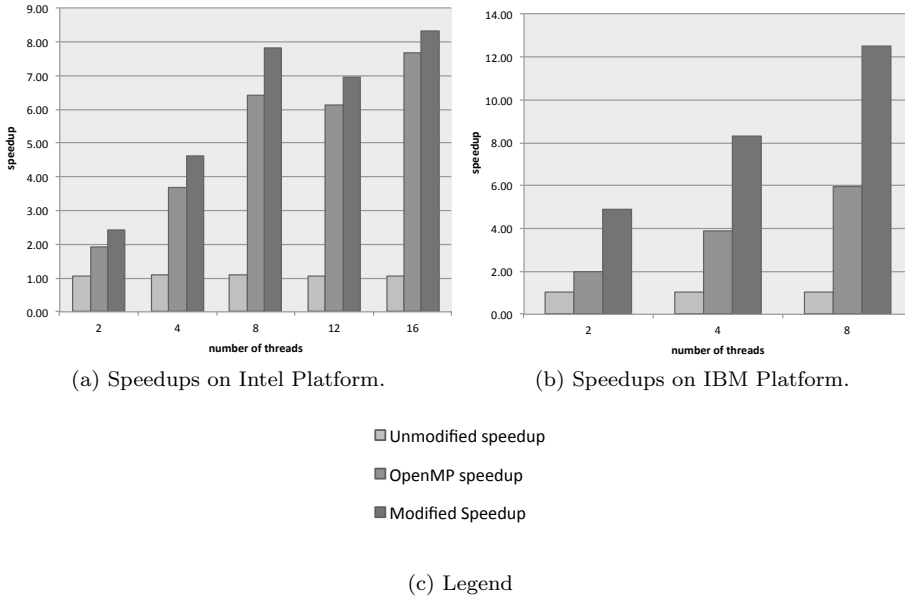 9.00
8.00
7.00
6.00
5.00
4.00
3.00
2.00
1.00
0.00
speedup
2 4 8 12 16
number of threads
(a) Speedups on Intel Platform.
14.00
12.00
10.00
8.00
6.00
4.00
2.00
0.00
speedup
2 4 8
number of threads
(b) Speedups on IBM Platform.
Unmodified speedup
OpenMP speedup
Modified Speedup
(c) Legend